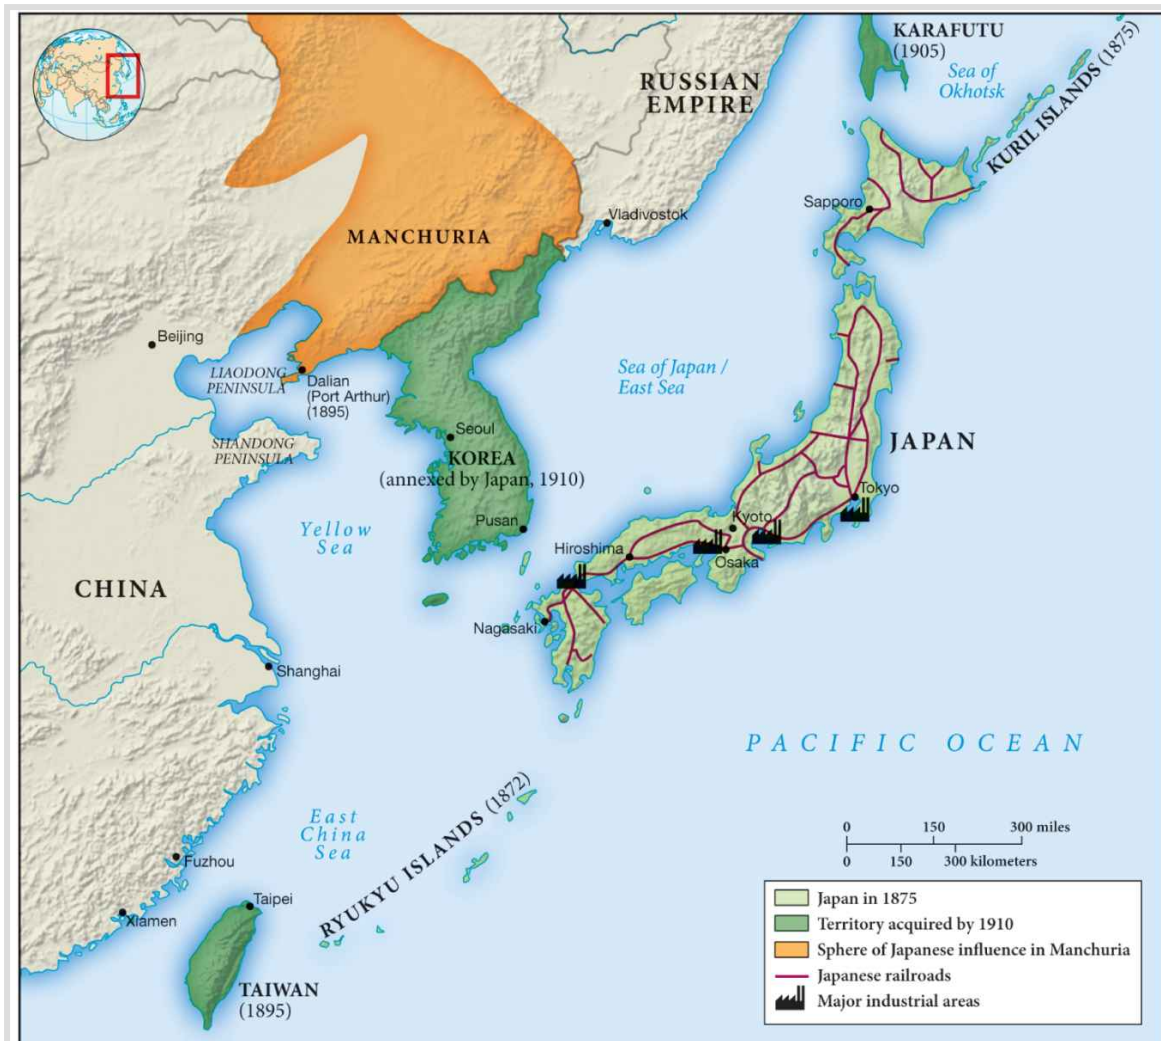 KARAFUTU
(1905)
Sea of
Okhotsk
KURIL ISLANDS (1875)
RUSSIAN
EMPIRE
Sapporo
Vladivostok
MANCHURIA
Beijing
LIAODONG
PENINSULA
Dalian
(Port Arthur)
(1895)
Sea of Japan /
East Sea
SHANDONG
PENINSULA
Seoul
KOREA
(annexed by Japan, 1910)
JAPAN
Tokyo
Yellow
Sea
Pusan
Kyoto
Hiroshima
Osaka
CHINA
Nagasaki
Shanghai
PACIFIC OCEAN
RYUKYU ISLANDS (1872)
East
China
Sea
Fuzhou
Xiamen
Taipei
TAIWAN
(1895)
0 150 300 miles
0 150 300 kilometers
Japan in 1875
Territory acquired by 1910
Sphere of Japanese influence in Manchuria
Japanese railroads
Major industrial areas